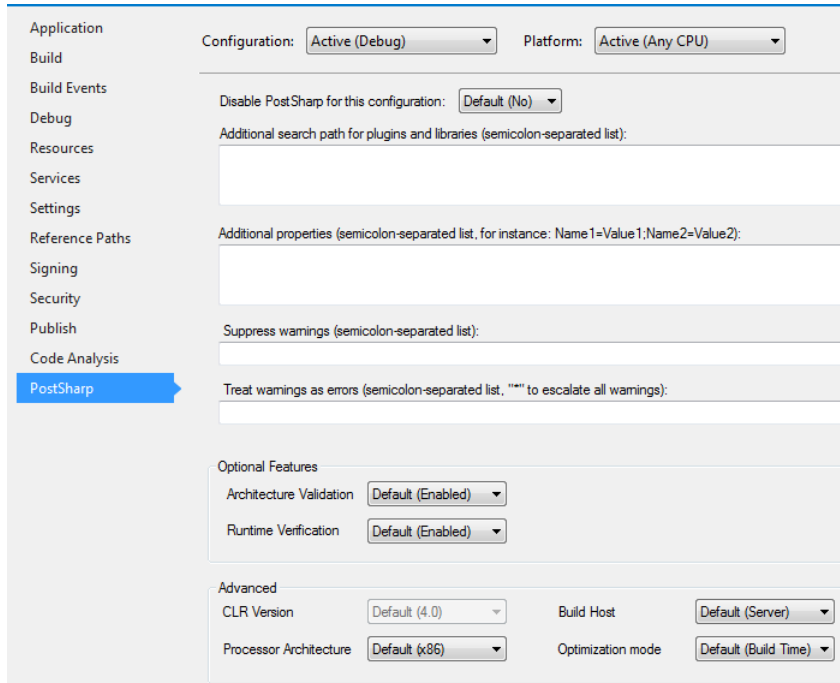 Application
Build
Build Events
Debug
Resources
Services
Settings
Reference Paths
Signing
Security
Publish
Code Analysis
PostSharp
Configuration: Active (Debug) Platform: Active (Any CPU)
Disable PostSharp for this configuration: Default (No)
Additional search path for plugins and libraries (semicolon-separated list):
Additional properties (semicolon-separated list, for instance: Name1=Value1;Name2=Value2):
Suppress warnings (semicolon-separated list):
Treat warnings as errors (semicolon-separated list, "*" to escalate all warnings):
Optional Features
Architecture Validation Default (Enabled)
Runtime Verification Default (Enabled)
Advanced
CLR Version Default (4.0) Build Host Default (Server)
Processor Architecture Default (x86) Optimization mode Default (Build Time)